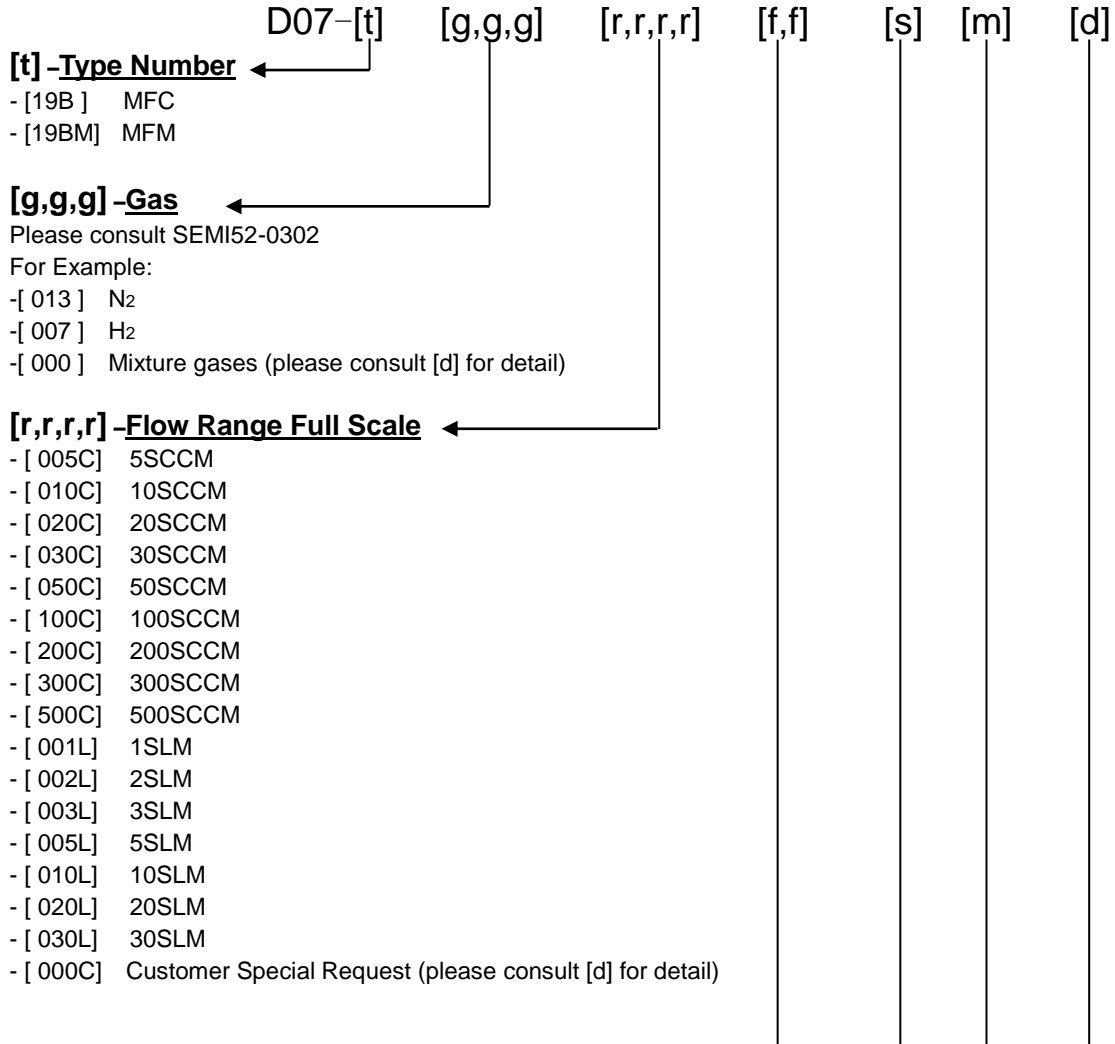 D07-[t] [g,g,g] [r,r,r,r] [f,f] [s] [m] [d]
[t] –Type Number
- [19B ] MFC
- [19BM] MFM
[g,g,g] –Gas
Please consult SEMI52-0302
For Example:
-[ 013 ] N2
-[ 007 ] H2
-[ 000 ] Mixture gases (please consult [d] for detail)
[r,r,r,r] –Flow Range Full Scale
- [ 005C] 5SCCM
- [ 010C] 10SCCM
- [ 020C] 20SCCM
- [ 030C] 30SCCM
- [ 050C] 50SCCM
- [ 100C] 100SCCM
- [ 200C] 200SCCM
- [ 300C] 300SCCM
- [ 500C] 500SCCM
- [ 001L] 1SLM
- [ 002L] 2SLM
- [ 003L] 3SLM
- [ 005L] 5SLM
- [ 010L] 10SLM
- [ 020L] 20SLM
- [ 030L] 30SLM
- [ 000C] Customer Special Request (please consult [d] for detail)